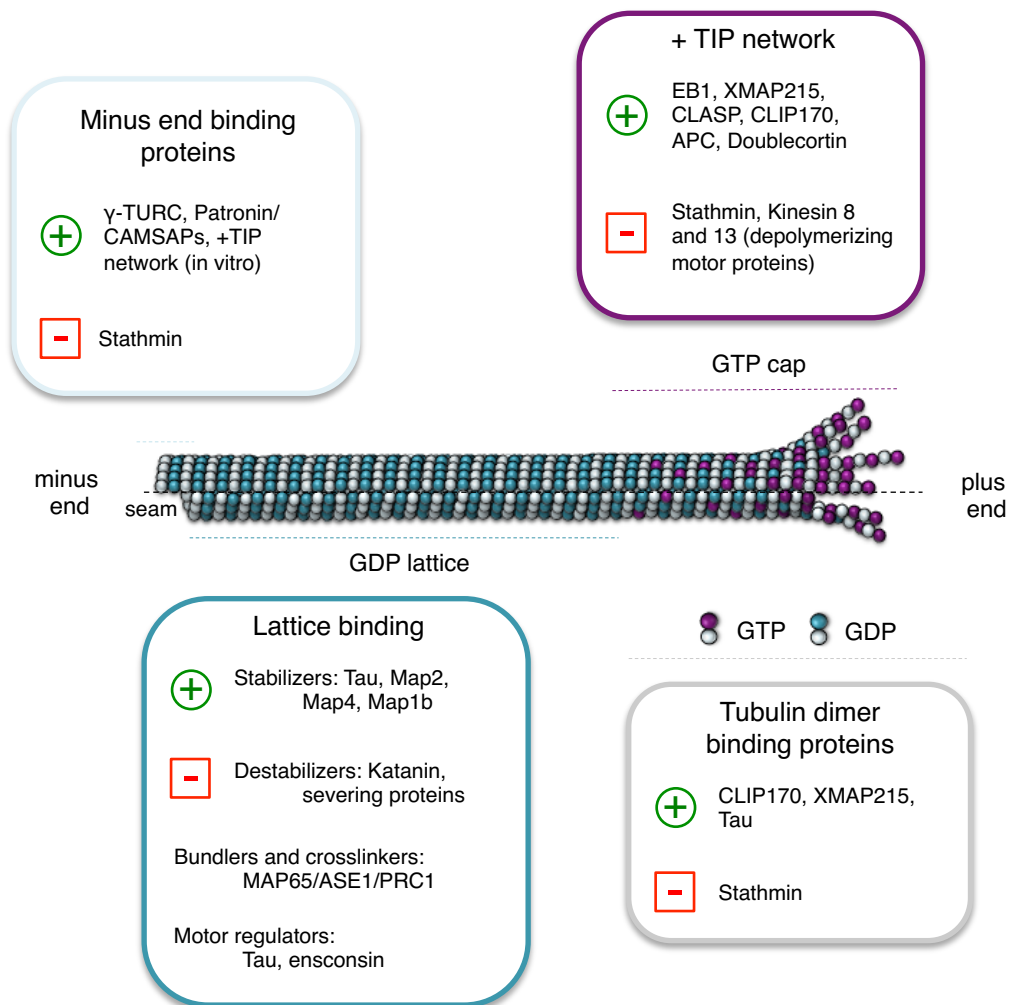 + TIP network
+
EB1, XMAP215,
CLASP, CLIP170,
APC, Doublecortin
-
Stathmin, Kinesin 8
and 13 (depolymerizing
motor proteins)
Minus end binding
proteins
+
γ-TURC, Patronin/
CAMSAPs, +TIP
network (in vitro)
-
Stathmin
GTP cap
minus
end
seam
plus
end
GDP lattice
GTP
GDP
Lattice binding
+
Stabilizers: Tau, Map2,
Map4, Map1b
-
Destabilizers: Katanin,
severing proteins
Bundlers and crosslinkers:
MAP65/ASE1/PRC1
Motor regulators:
Tau, ensconsin
Tubulin dimer
binding proteins
+
CLIP170, XMAP215,
Tau
-
Stathmin